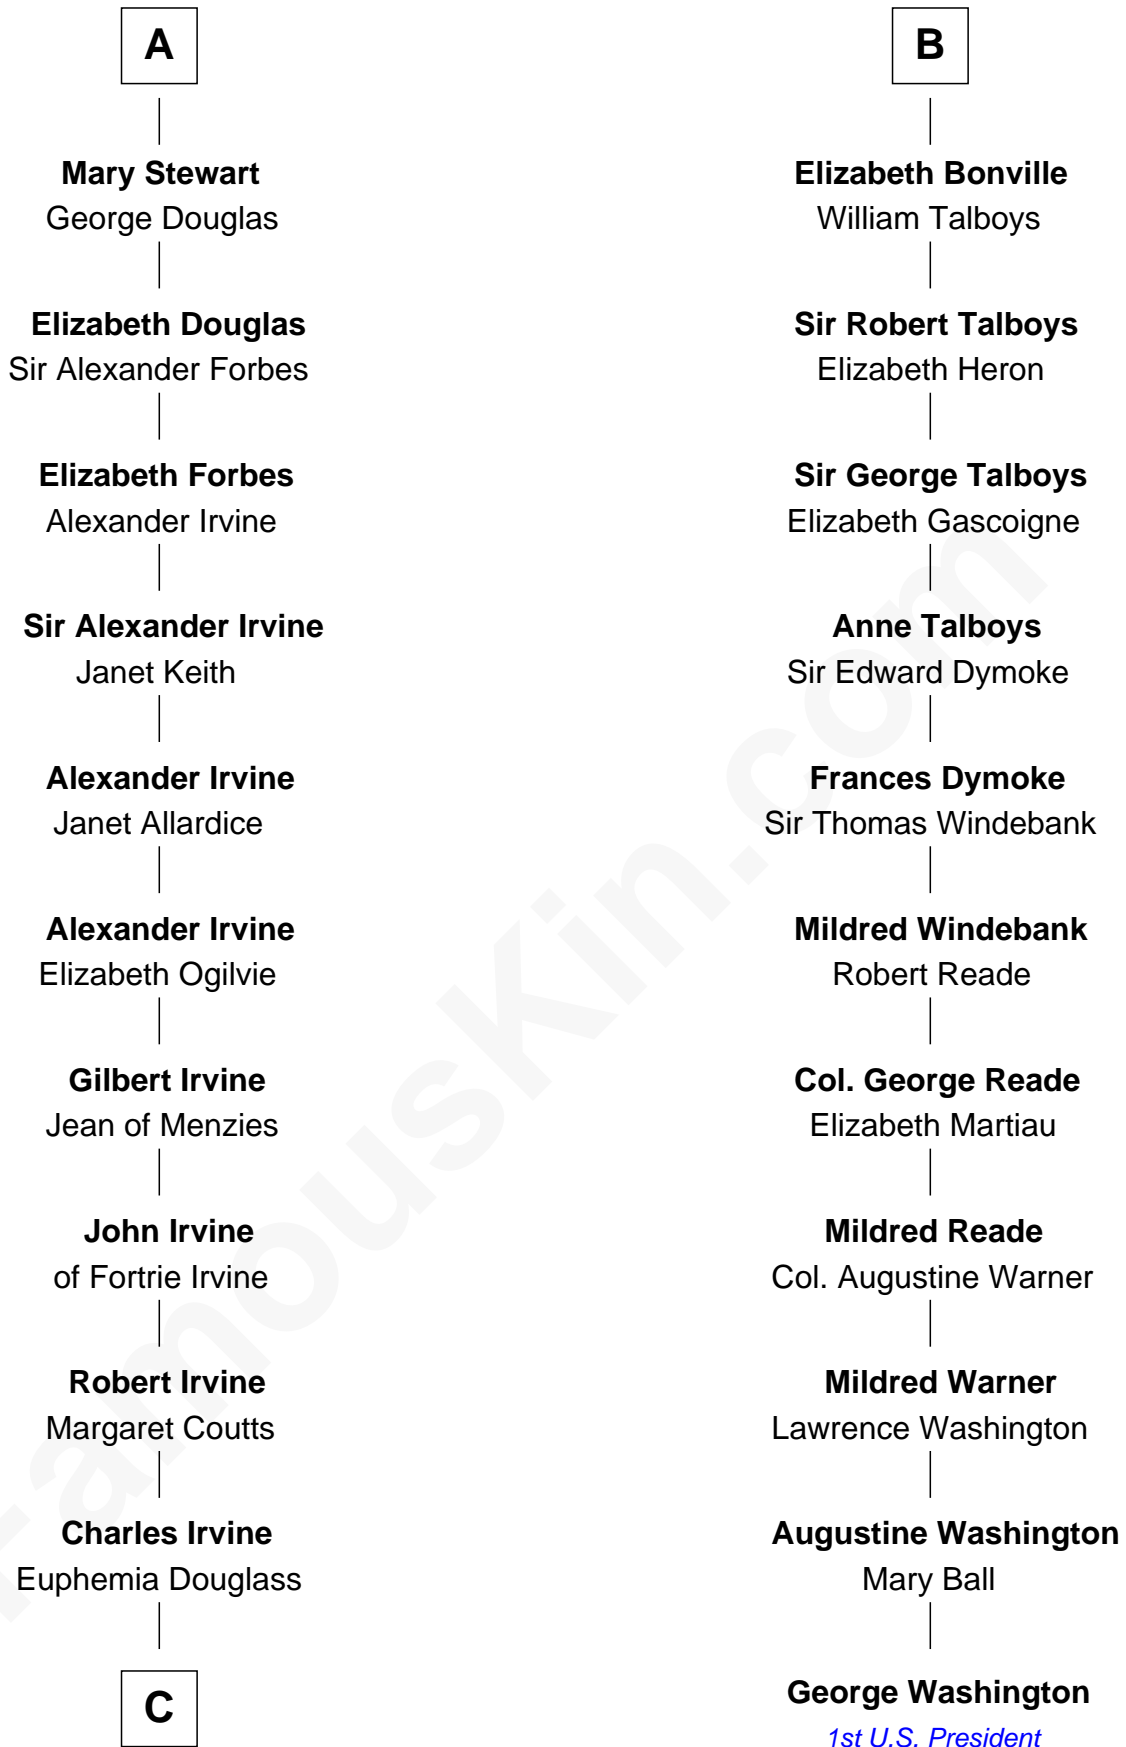 A
Mary Stewart
George Douglas
Elizabeth Douglas
Sir Alexander Forbes
Elizabeth Forbes
Alexander Irvine
Sir Alexander Irvine
Janet Keith
Alexander Irvine
Janet Allardice
Alexander Irvine
Elizabeth Ogilvie
Gilbert Irvine
Jean of Menzies
John Irvine
of Fortrie Irvine
Robert Irvine
Margaret Coutts
Charles Irvine
Euphemia Douglass
C
B
Elizabeth Bonville
William Talboys
Sir Robert Talboys
Elizabeth Heron
Sir George Talboys
Elizabeth Gascoigne
Anne Talboys
Sir Edward Dymoke
Frances Dymoke
Sir Thomas Windebank
Mildred Windebank
Robert Reade
Col. George Reade
Elizabeth Martiau
Mildred Reade
Col. Augustine Warner
Mildred Warner
Lawrence Washington
Augustine Washington
Mary Ball
George Washington
1st U.S. President
FamousKin.com